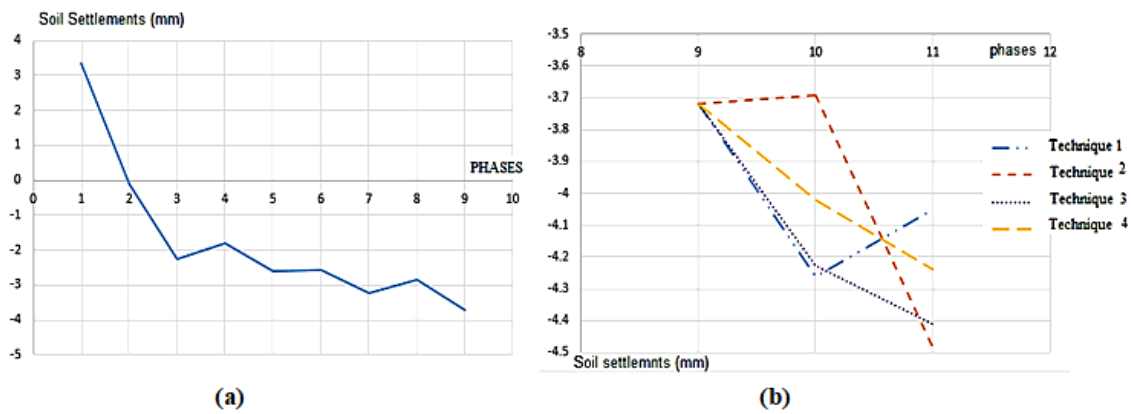 Soil Settlements (mm)
4
3
2
1
0
-1
-2
-3
-4
-5
0 1 2 3 4 5 6 7 8 9 10
PHASES
(a)
-3.5
-3.6
-3.7
-3.8
-3.9
-4
-4.1
-4.2
-4.3
-4.4
-4.5
8 9 10 11 12
phases
Technique 1
Technique 2
Technique 3
Technique 4
Soil settlemnts (mm)
(b)